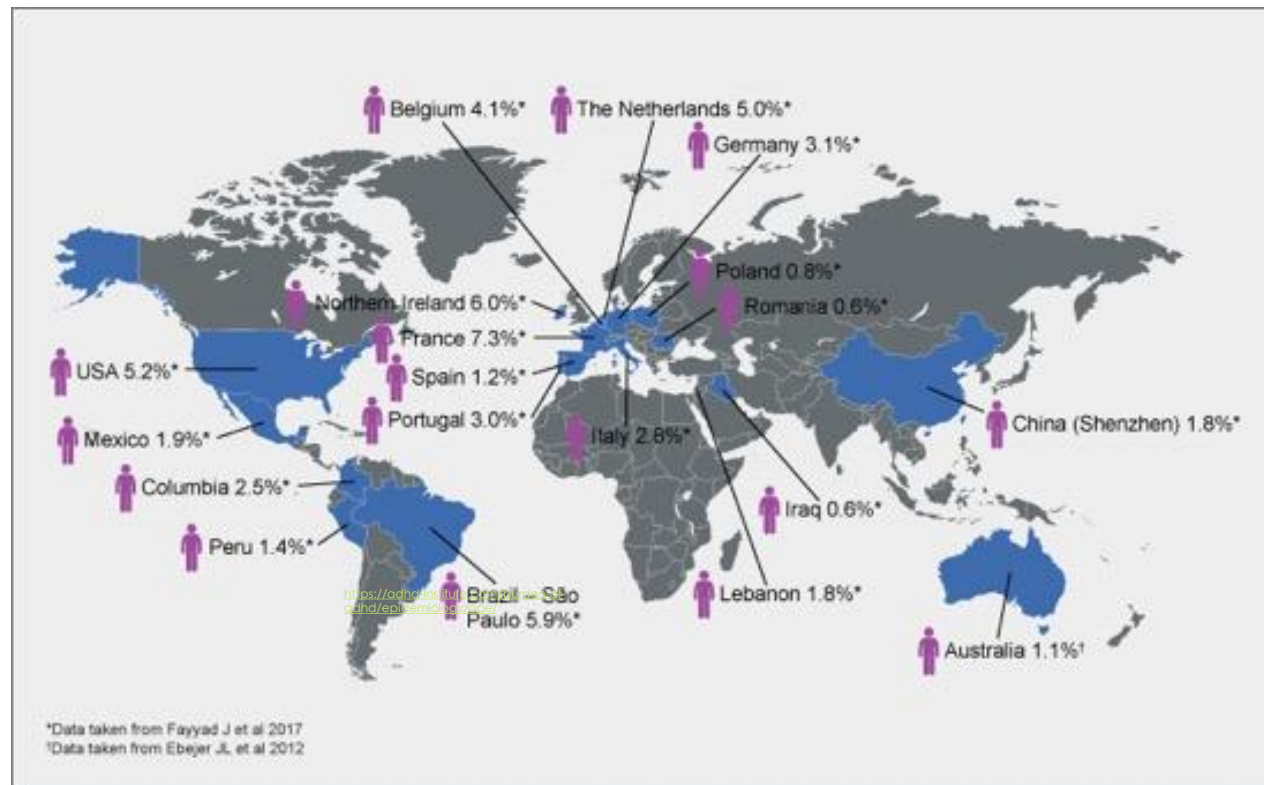 Belgium 4.1%*
The Netherlands 5.0%*
Germany 3.1%*
Poland 0.8%*
Northern Ireland 6.0%*
Romania 0.6%*
France 7.3%*
USA 5.2%*
Spain 1.2%*
Portugal 3.0%*
Italy 2.8%*
China (Shenzhen) 1.8%*
Mexico 1.9%*
Columbia 2.5%*
Iraq 0.6%*
Peru 1.4%*
Lebanon 1.8%*
Brazil - São
Paulo 5.9%*
Australia 1.1%†
*Data taken from Fayyad J et al 2017
†Data taken from Ebejer JL et al 2012